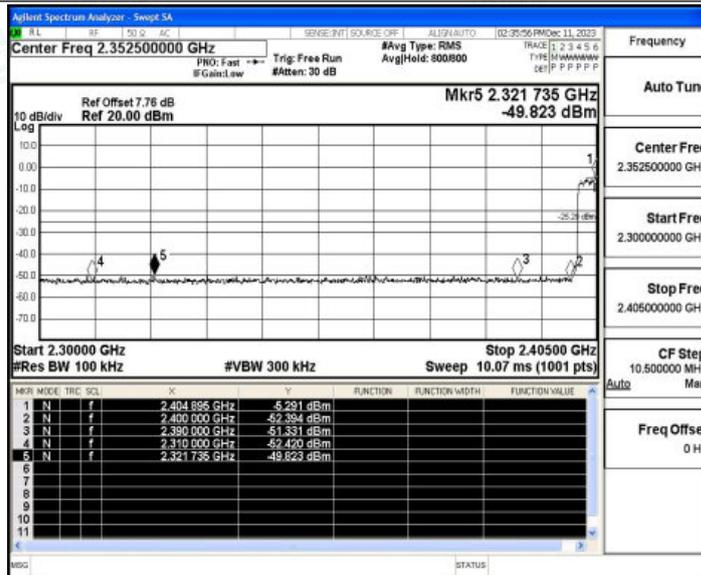 Agilent Spectrum Analyzer - Swept SA
RL RF 50 Ω AC SENSE:INT SOURCE OFF ALIGN AUTO 02:35:56 PM Dec 11, 2023
Center Freq 2.352500000 GHz
PNO: Fast
IFGain:Low
Trig: Free Run
#Atten: 30 dB
#Avg Type: RMS
Avg|Hold: 800/800
TRACE 1 2 3 4 5 6
TYPE M W W W W W
DET P P P P P P
Ref Offset 7.76 dB
10 dB/div Ref 20.00 dBm
Log
Mkr5 2.321 735 GHz
-49.823 dBm
10.0
0.00
-10.0
-20.0
-30.0
-40.0
-50.0
-60.0
-70.0
1
-25.29 dBm
4
5
3
2
Start 2.30000 GHz Stop 2.40500 GHz
#Res BW 100 kHz #VBW 300 kHz Sweep 10.07 ms (1001 pts)
MKR MODE TRC SCL X Y FUNCTION FUNCTION WIDTH FUNCTION VALUE
1 N f 2.404 895 GHz -5.291 dBm
2 N f 2.400 000 GHz -52.394 dBm
3 N f 2.390 000 GHz -51.331 dBm
4 N f 2.310 000 GHz -52.420 dBm
5 N f 2.321 735 GHz -49.823 dBm
6
7
8
9
10
11
MSG STATUS
Frequency
Auto Tun
Center Fre
2.352500000 GH
Start Fre
2.300000000 GH
Stop Fre
2.405000000 GH
CF Step
10.500000 MH
Auto Ma
Freq Offse
0 H